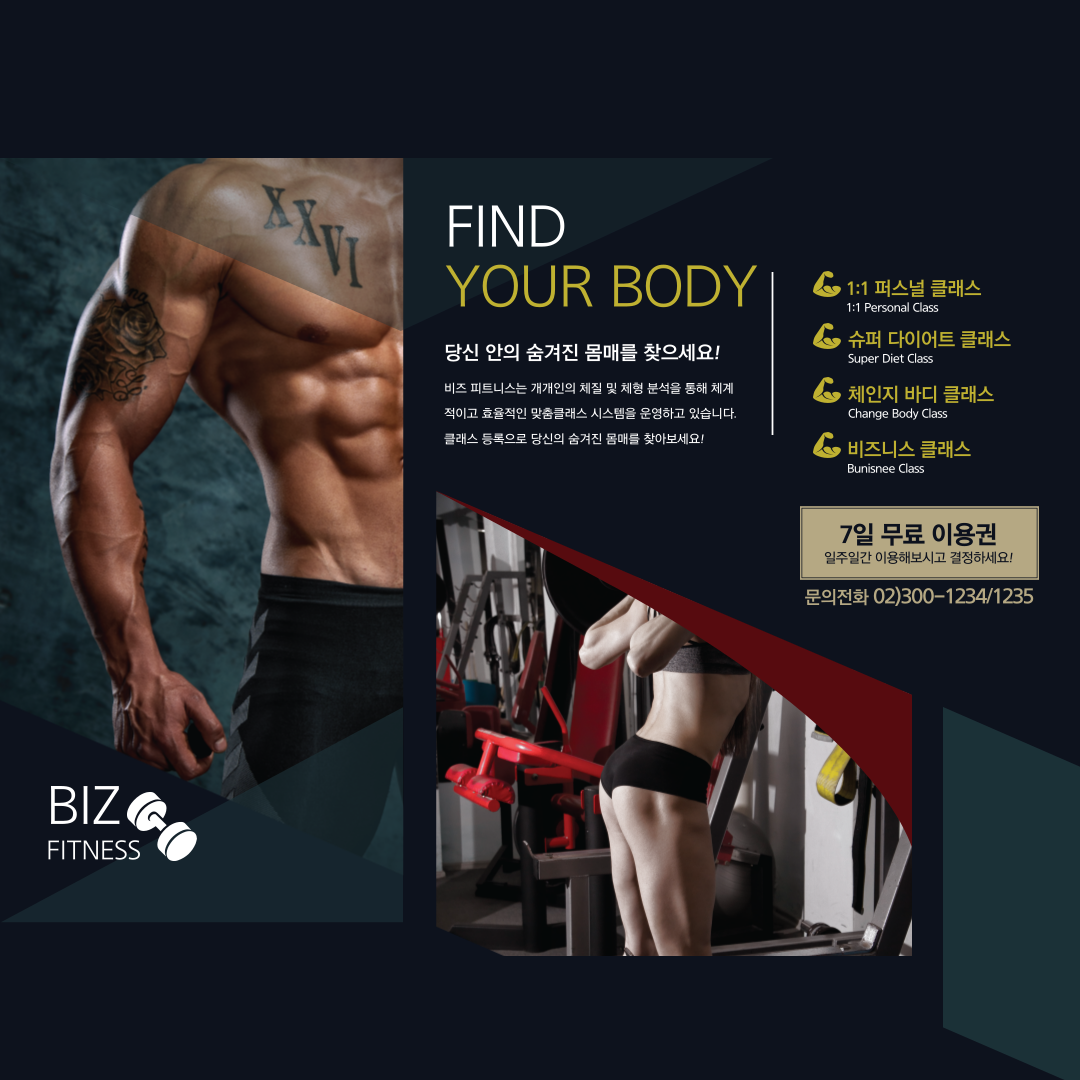 XXVI
FIND
YOUR BODY
당신 안의 숨겨진 몸매를 찾으세요!
비즈 피트니스는 개개인의 체질 및 체형 분석을 통해 체계
적이고 효율적인 맞춤클래스 시스템을 운영하고 있습니다.
클래스 등록으로 당신의 숨겨진 몸매를 찾아보세요!
1:1 퍼스널 클래스
1:1 Personal Class
슈퍼 다이어트 클래스
Super Diet Class
체인지 바디 클래스
Change Body Class
비즈니스 클래스
Bunisnee Class
7일 무료 이용권
일주일간 이용해보시고 결정하세요!
문의전화 02)300-1234/1235
BIZ
FITNESS